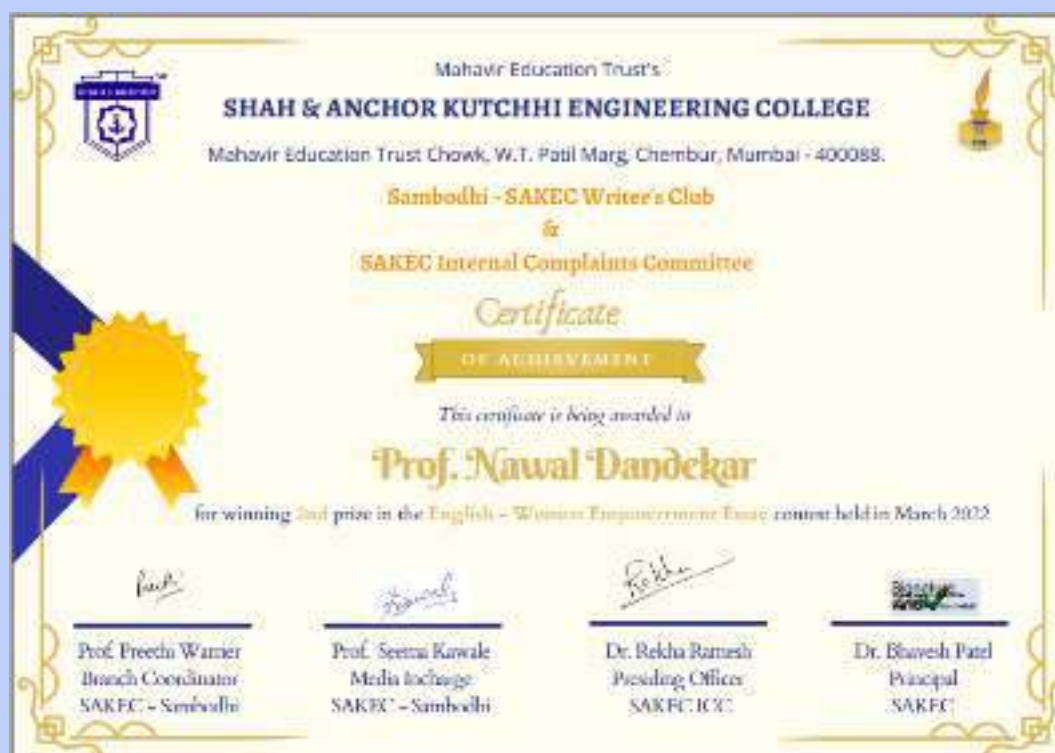 Mahavir Education Trust's
SHAH & ANCHOR KUTCHHI ENGINEERING COLLEGE
Mahavir Education Trust Chowk, W.T. Patil Marg, Chembur, Mumbai - 400088.
Sambodhi - SAKEC Writer's Club
&
SAKEC Internal Complaints Committee
Certificate
OF ACHIEVEMENT
This certificate is being awarded to
Prof. Nawal Dandekar
for winning 2nd prize in the English - Women Empowerment Essay contest held in March 2022
Rekha
Prof. Preethi Warrier
Branch Coordinator
SAKEC - Sambodhi
Prof. Seema Kawale
Media Incharge
SAKEC - Sambodhi
Dr. Rekha Ramesh
Presiding Officer
SAKEC ICC
Dr. Bhavesh Patel
Principal
SAKEC